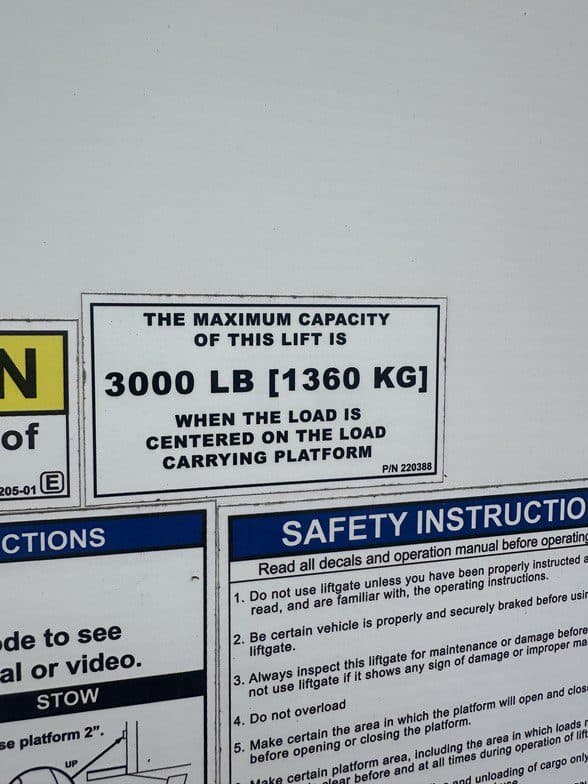 THE MAXIMUM CAPACITY
OF THIS LIFT IS
3000 LB [1360 KG]
WHEN THE LOAD IS
CENTERED ON THE LOAD
CARRYING PLATFORM
P/N 220388
N
of
205-01 E
CTIONS
de to see
al or video.
STOW
se platform 2".
UP
SAFETY INSTRUCTIO
Read all decals and operation manual before operating
1. Do not use liftgate unless you have been properly instructed a
read, and are familiar with, the operating instructions.
2. Be certain vehicle is properly and securely braked before usin
liftgate.
3. Always inspect this liftgate for maintenance or damage before
not use liftgate if it shows any sign of damage or improper ma
4. Do not overload
5. Make certain the area in which the platform will open and clos
before opening or closing the platform.
Make certain platform area, including the area in which loads
clear before and at all times during operation of lift
and unloading of cargo only